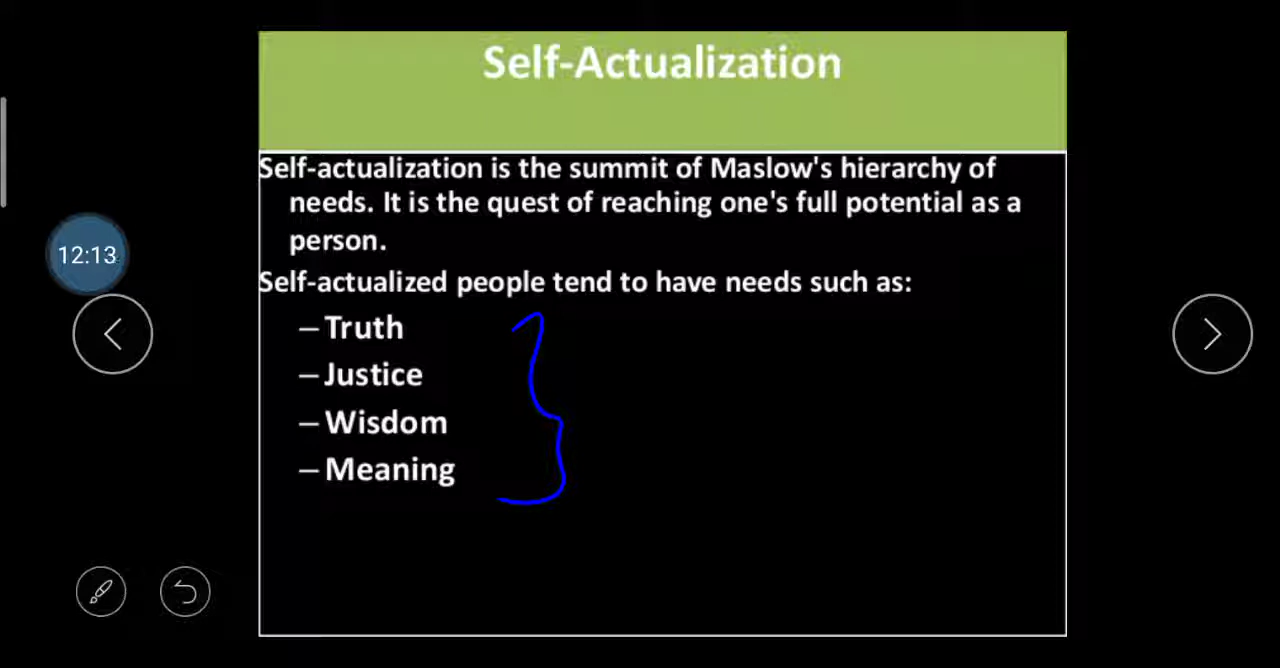 Self-Actualization
Self-actualization is the summit of Maslow's hierarchy of
needs. It is the quest of reaching one's full potential as a
person.
12:13
Self-actualized people tend to have needs such as:
– Truth
– Justice
– Wisdom
– Meaning